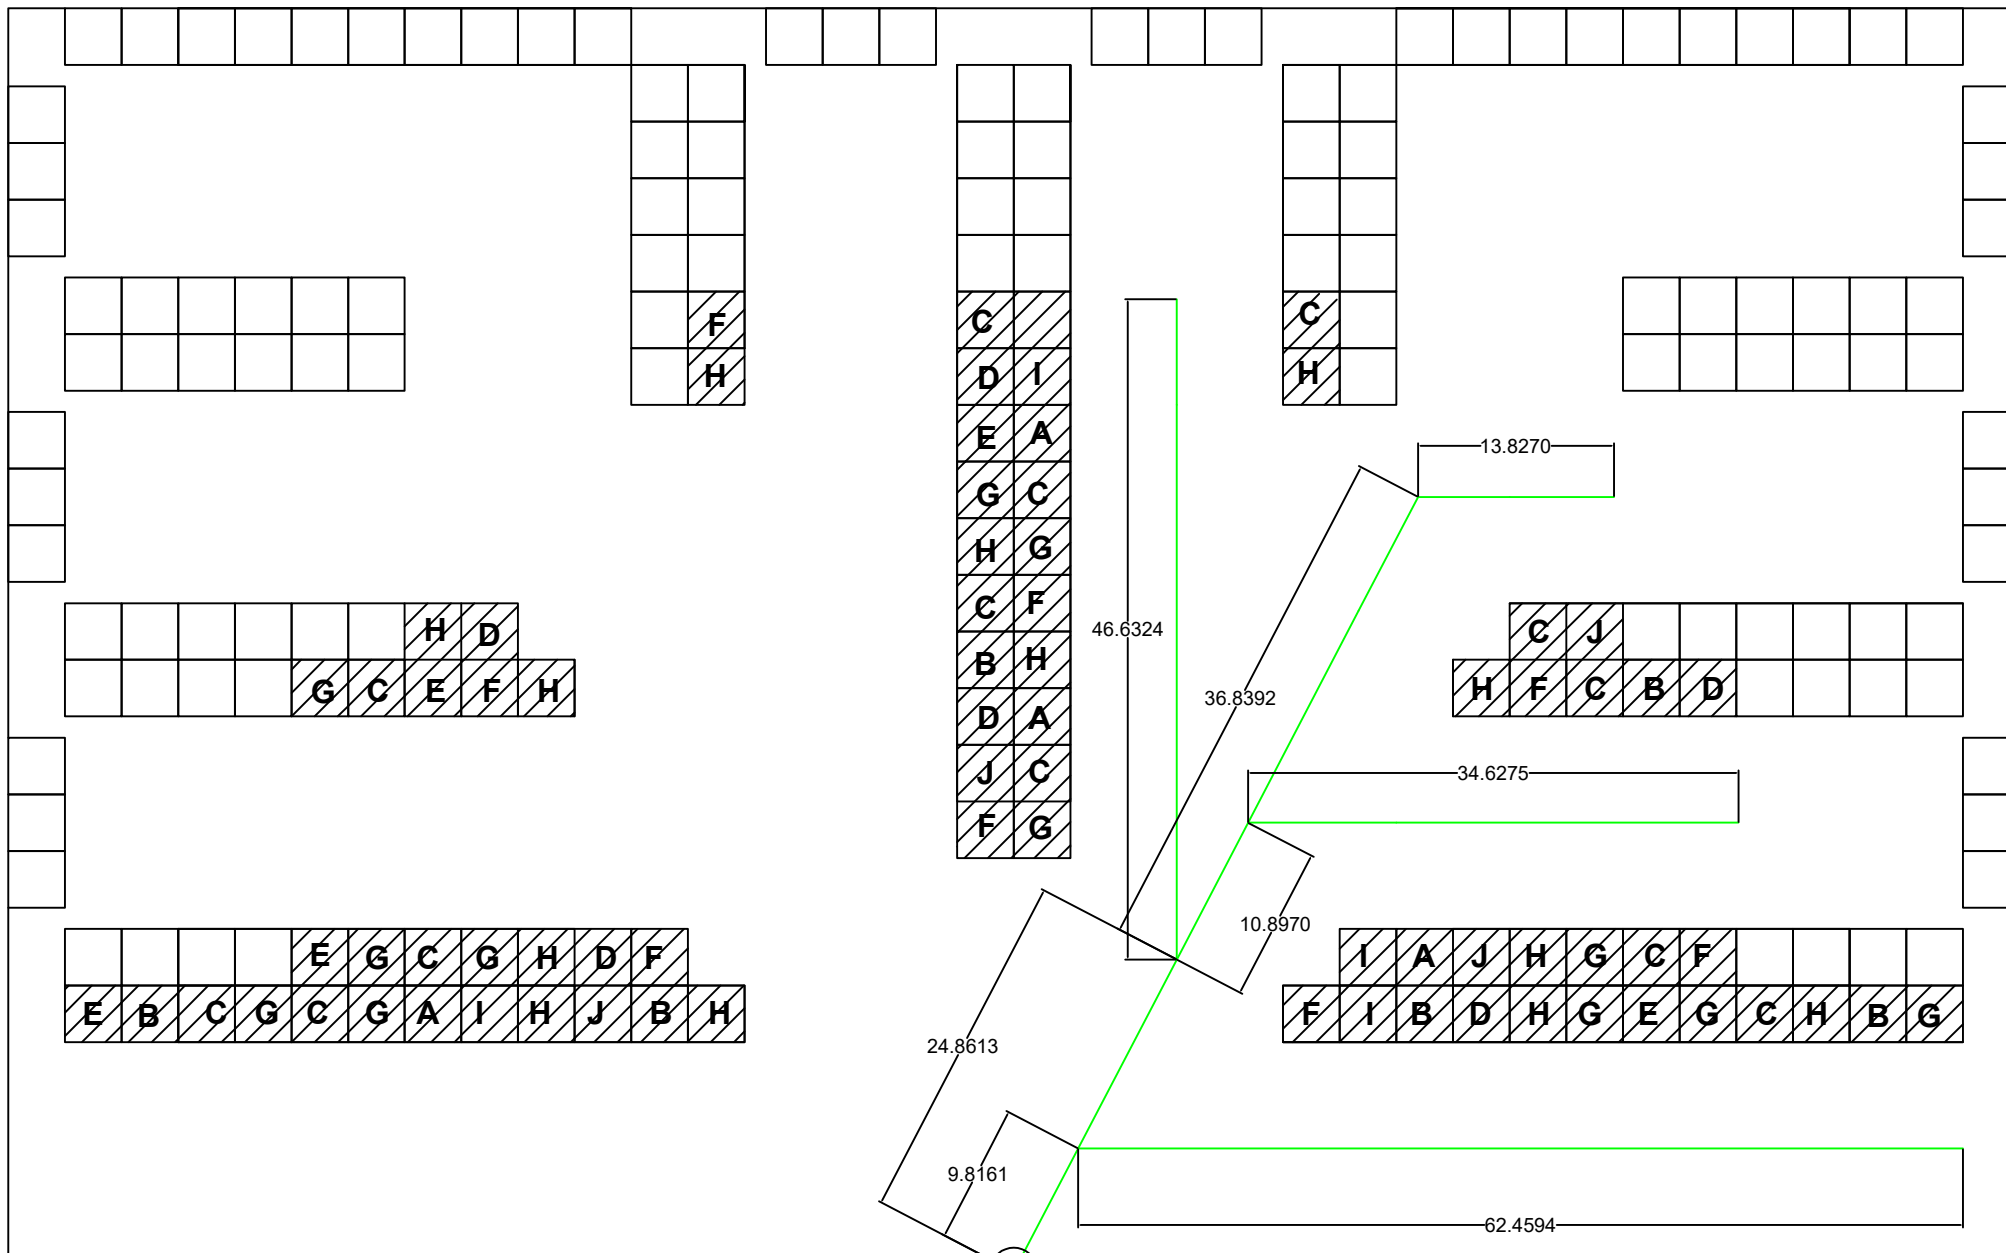 F
H
C
D I
E A
G C
H G
C F
B H
D A
J C
F G
C
H
13.8270
46.6324
36.8392
H D
G C E F H
C J
H F C B D
34.6275
10.8970
E G C G H D F
E B C G C G A I H J B H
I A J H G C F
F I B D H G E G C H B G
24.8613
9.8161
62.4594